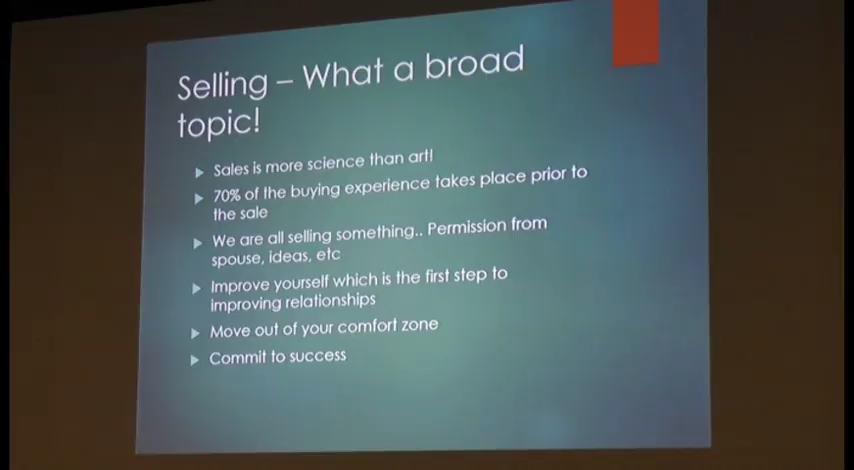 Selling – What a broad
topic!
Sales is more science than art!
70% of the buying experience takes place prior to
the sale
We are all selling something.. Permission from
spouse, ideas, etc
Improve yourself which is the first step to
improving relationships
Move out of your comfort zone
Commit to success